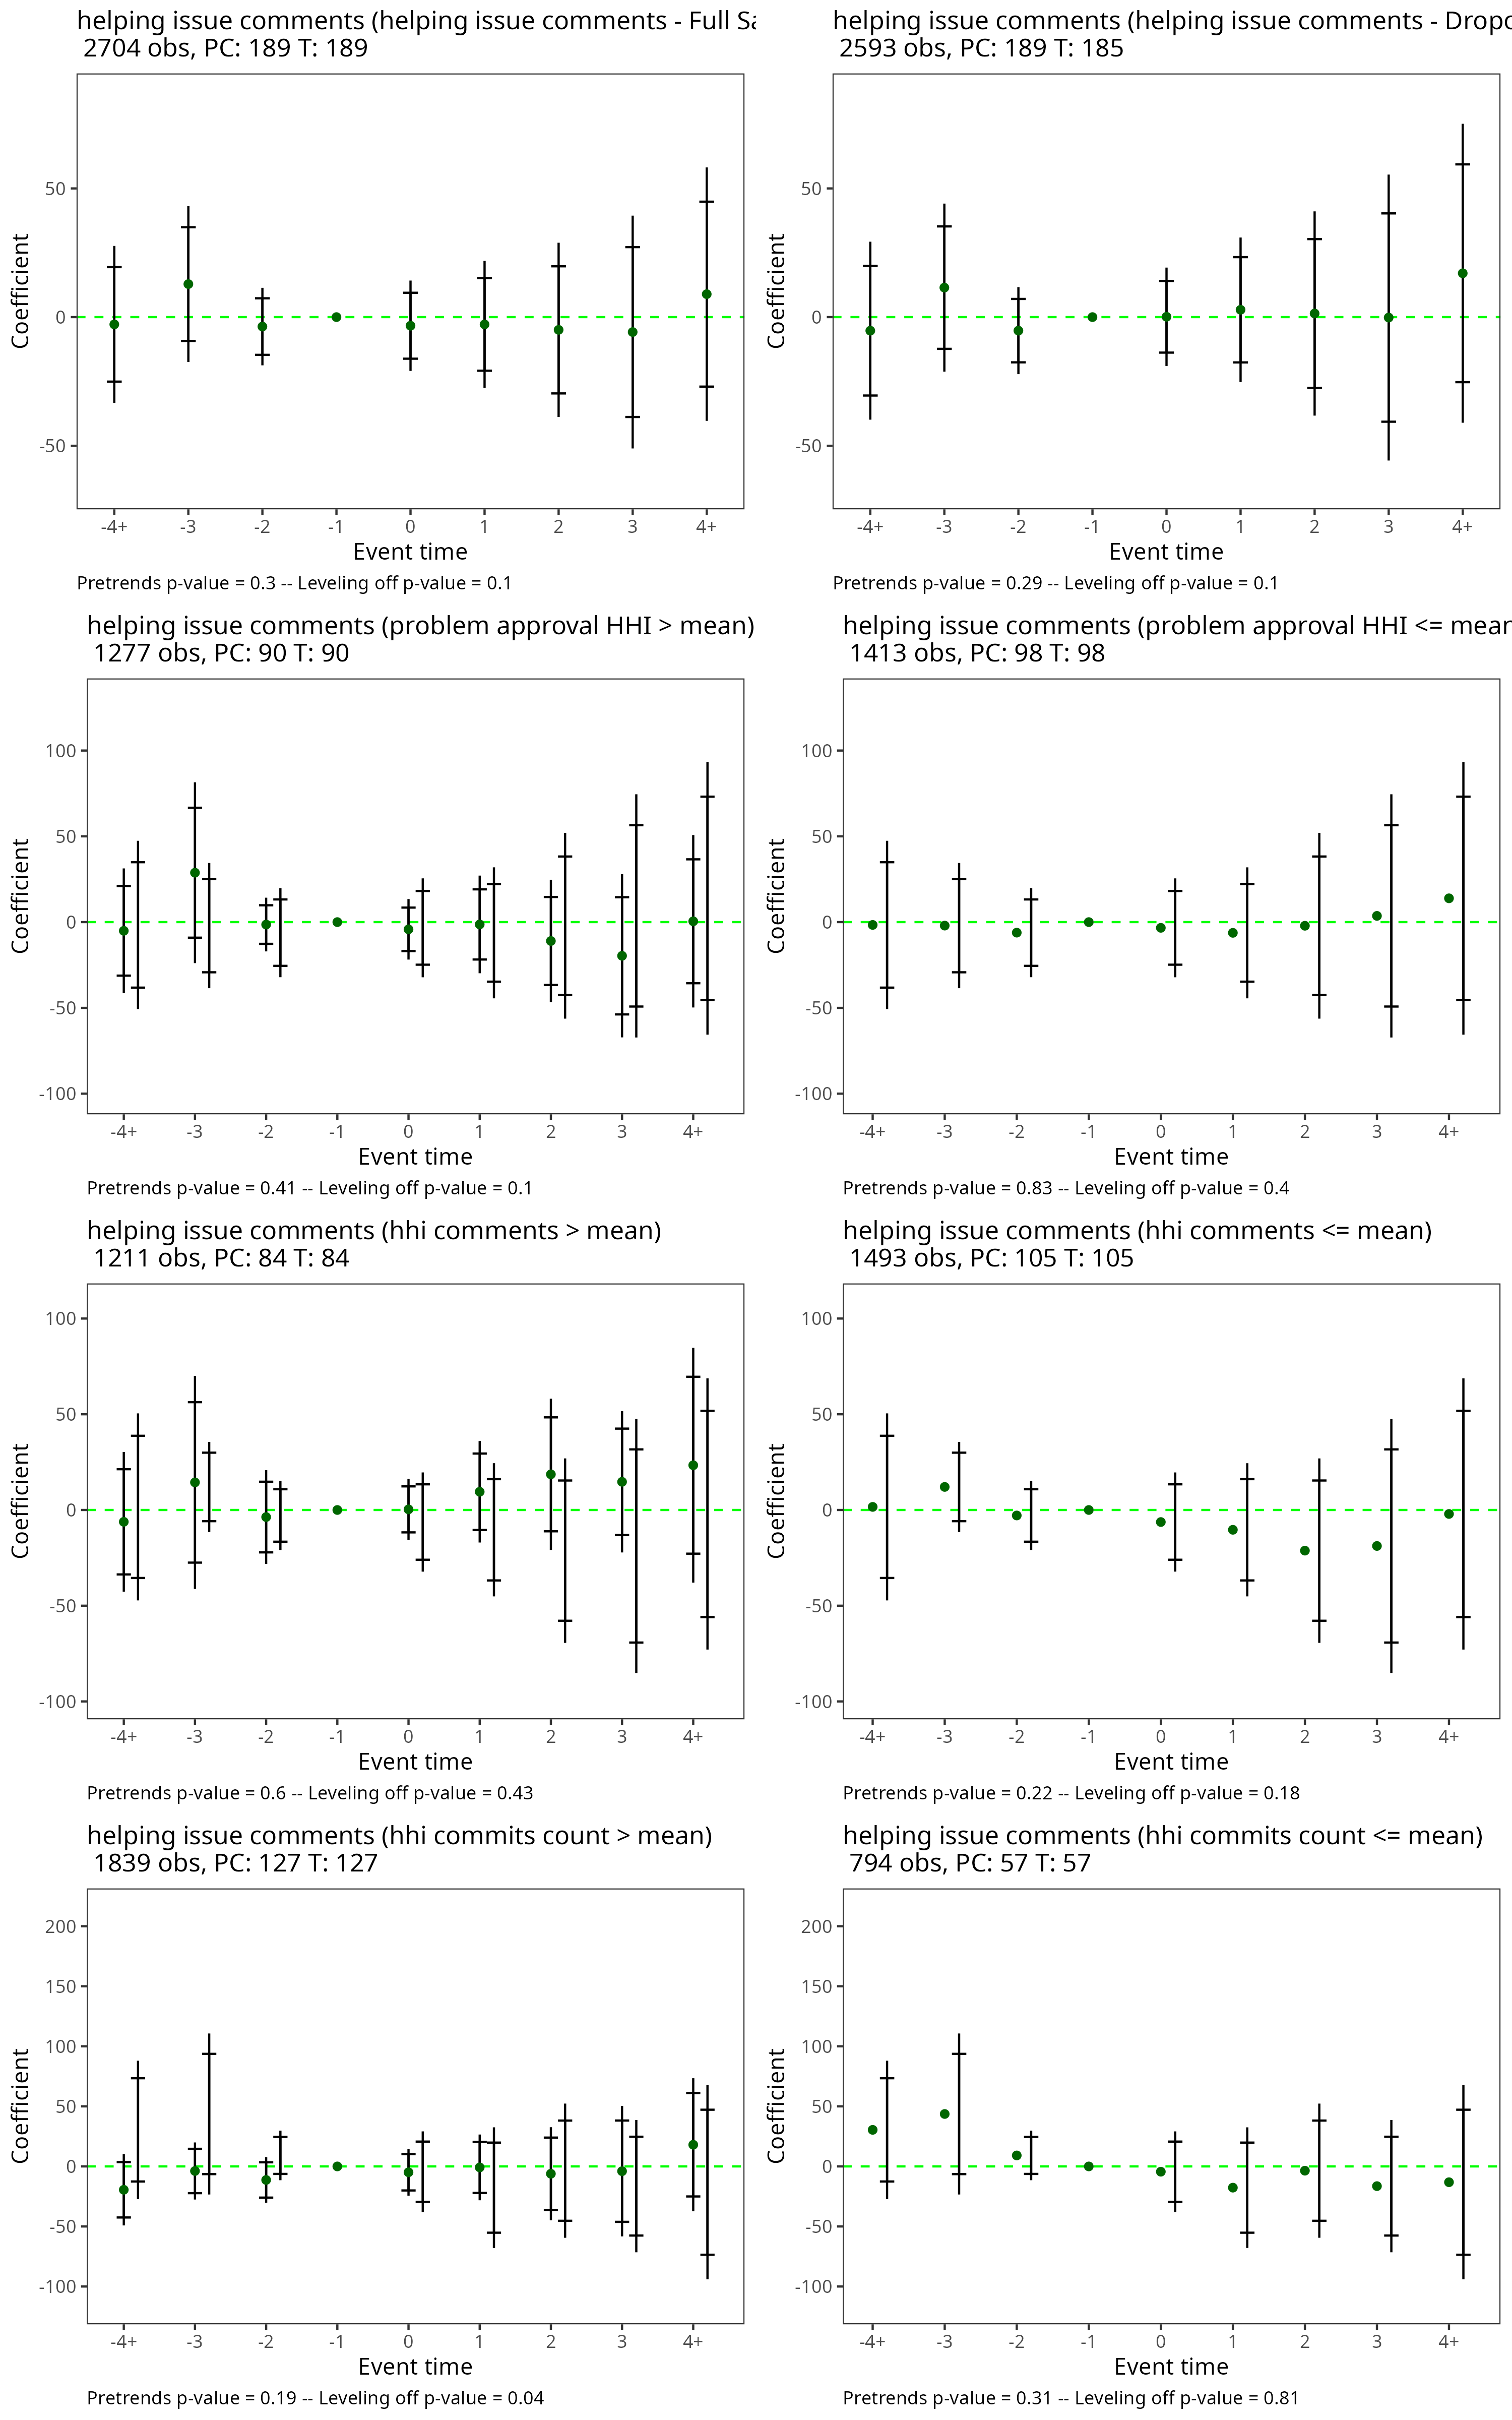 helping issue comments (helping issue comments - Full Sa
2704 obs, PC: 189 T: 189
50
0
-50
Coefficient
-4+ -3 -2 -1 0 1 2 3 4+
Event time
Pretrends p-value = 0.3 -- Leveling off p-value = 0.1
helping issue comments (helping issue comments - Dropo
2593 obs, PC: 189 T: 185
50
0
-50
Coefficient
-4+ -3 -2 -1 0 1 2 3 4+
Event time
Pretrends p-value = 0.29 -- Leveling off p-value = 0.1
helping issue comments (problem approval HHI > mean)
1277 obs, PC: 90 T: 90
100
50
0
-50
-100
Coefficient
-4+ -3 -2 -1 0 1 2 3 4+
Event time
Pretrends p-value = 0.41 -- Leveling off p-value = 0.1
helping issue comments (problem approval HHI <= mean
1413 obs, PC: 98 T: 98
100
50
0
-50
-100
Coefficient
-4+ -3 -2 -1 0 1 2 3 4+
Event time
Pretrends p-value = 0.83 -- Leveling off p-value = 0.4
helping issue comments (hhi comments > mean)
1211 obs, PC: 84 T: 84
100
50
0
-50
-100
Coefficient
-4+ -3 -2 -1 0 1 2 3 4+
Event time
Pretrends p-value = 0.6 -- Leveling off p-value = 0.43
helping issue comments (hhi comments <= mean)
1493 obs, PC: 105 T: 105
100
50
0
-50
-100
Coefficient
-4+ -3 -2 -1 0 1 2 3 4+
Event time
Pretrends p-value = 0.22 -- Leveling off p-value = 0.18
helping issue comments (hhi commits count > mean)
1839 obs, PC: 127 T: 127
200
150
100
50
0
-50
-100
Coefficient
-4+ -3 -2 -1 0 1 2 3 4+
Event time
Pretrends p-value = 0.19 -- Leveling off p-value = 0.04
helping issue comments (hhi commits count <= mean)
794 obs, PC: 57 T: 57
200
150
100
50
0
-50
-100
Coefficient
-4+ -3 -2 -1 0 1 2 3 4+
Event time
Pretrends p-value = 0.31 -- Leveling off p-value = 0.81